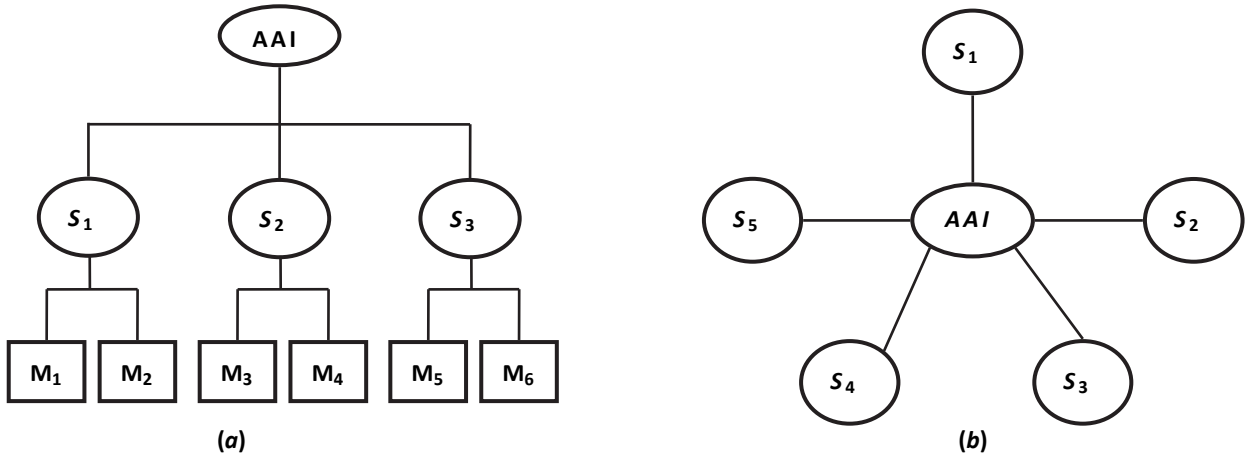 AAI
S1 S2 S3
M1 M2 M3 M4 M5 M6
(a)
S1
S5 AAI S2
S4 S3
(b)